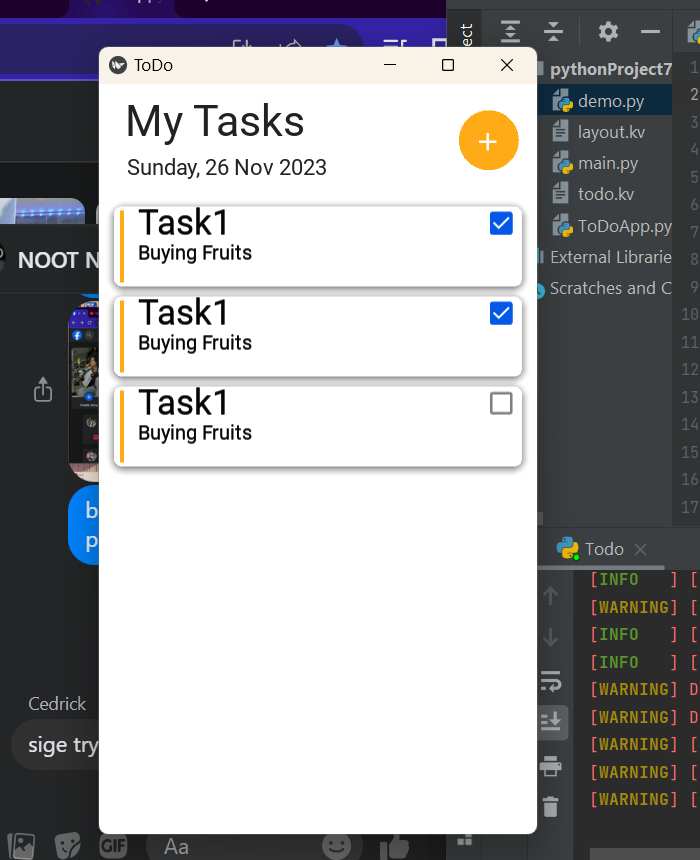 ToDo
My Tasks
+
Sunday, 26 Nov 2023
Task1
Buying Fruits
Task1
Buying Fruits
Task1
Buying Fruits
NOOT N
b
p
Cedrick
sige try
GIF
Aa
ect
pythonProject7
demo.py
layout.kv
main.py
todo.kv
ToDoApp.py
External Librarie
Scratches and C
1
2
3
4
5
6
7
8
9
10
11
12
13
14
15
16
17
Todo
[INFO ] [
[WARNING] [
[INFO ] [
[INFO ] [
[WARNING] D
[WARNING] D
[WARNING] [
[WARNING] [
[WARNING] [